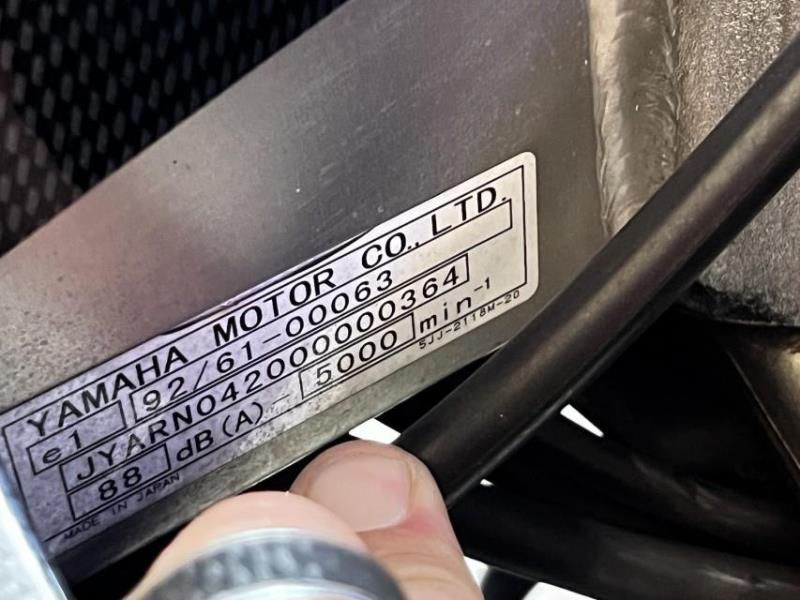 YAMAHA MOTOR CO., LTD.
e1 92/61-00063
JYARN042000000364
88 dB(A) - 5000 min⁻¹
MADE IN JAPAN 5JJ-2118M-20